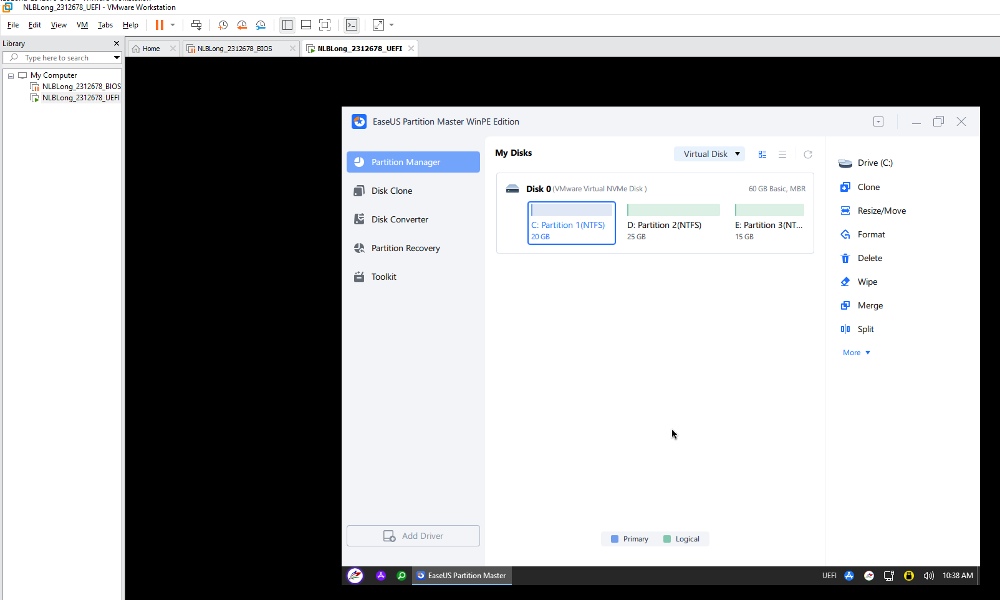 NLBLong_2312678_UEFI - VMware Workstation
File Edit View VM Tabs Help
Library
Type here to search
My Computer
NLBLong_2312678_BIOS
NLBLong_2312678_UEFI
Home
NLBLong_2312678_BIOS
NLBLong_2312678_UEFI
EaseUS Partition Master WinPE Edition
Partition Manager
Disk Clone
Disk Converter
Partition Recovery
Toolkit
Add Driver
My Disks
Virtual Disk
Disk 0 (VMware Virtual NVMe Disk )
60 GB Basic, MBR
C: Partition 1(NTFS)
20 GB
D: Partition 2(NTFS)
25 GB
E: Partition 3(NT...
15 GB
Primary
Logical
Drive (C:)
Clone
Resize/Move
Format
Delete
Wipe
Merge
Split
More
EaseUS Partition Master
UEFI
10:38 AM